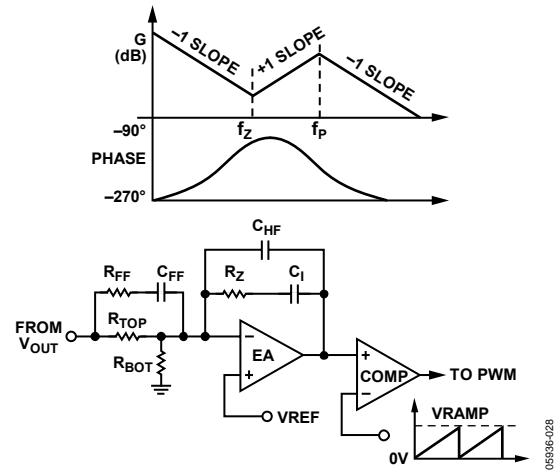 G
(dB)
–1 SLOPE
+1 SLOPE
–1 SLOPE
–90°
fZ
fP
PHASE
–270°
CHF
RFF
CFF
RZ
CI
FROM
VOUT
RTOP
RBOT
–
EA
+
+
COMP
–
TO PWM
VREF
VRAMP
0V
05936-028